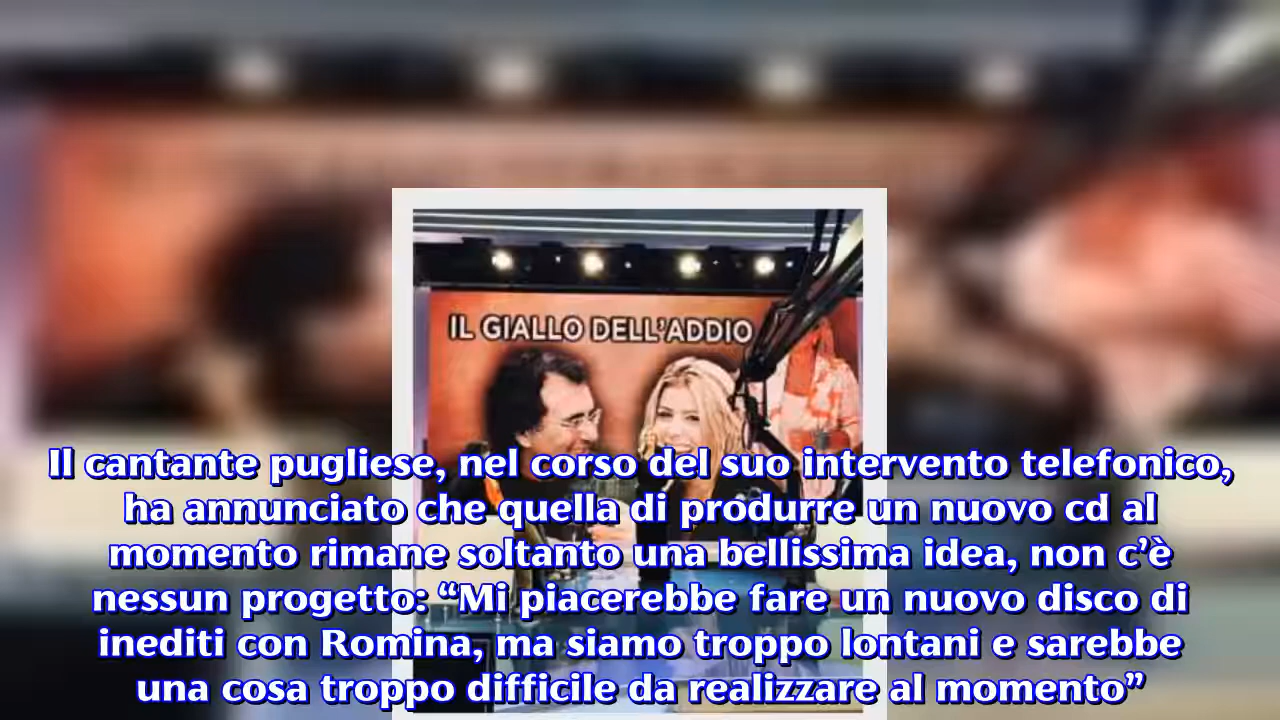 IL GIALLO DELL'ADDIO
Il cantante pugliese, nel corso del suo intervento telefonico,
ha annunciato che quella di produrre un nuovo cd al
momento rimane soltanto una bellissima idea, non c’è
nessun progetto: “Mi piacerebbe fare un nuovo disco di
inediti con Romina, ma siamo troppo lontani e sarebbe
una cosa troppo difficile da realizzare al momento”